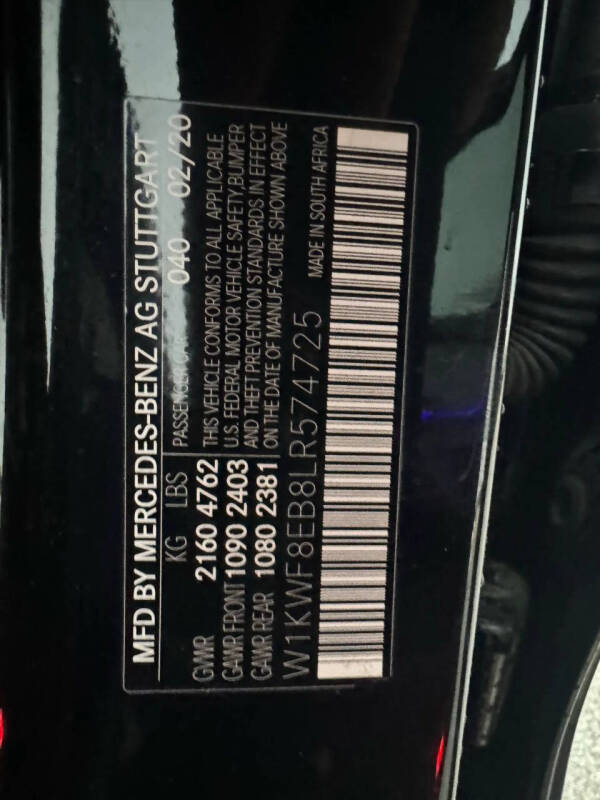 MFD BY MERCEDES-BENZ AG STUTTGART
KG LBS PASSENGER CAR 040 02/20
GVWR 2160 4762 THIS VEHICLE CONFORMS TO ALL APPLICABLE
GAWR FRONT 1090 2403 U.S. FEDERAL MOTOR VEHICLE SAFETY,BUMPER
GAWR REAR 1080 2381 AND THEFT PREVENTION STANDARDS IN EFFECT
ON THE DATE OF MANUFACTURE SHOWN ABOVE
W1KWF8EB8LR574725 MADE IN SOUTH AFRICA